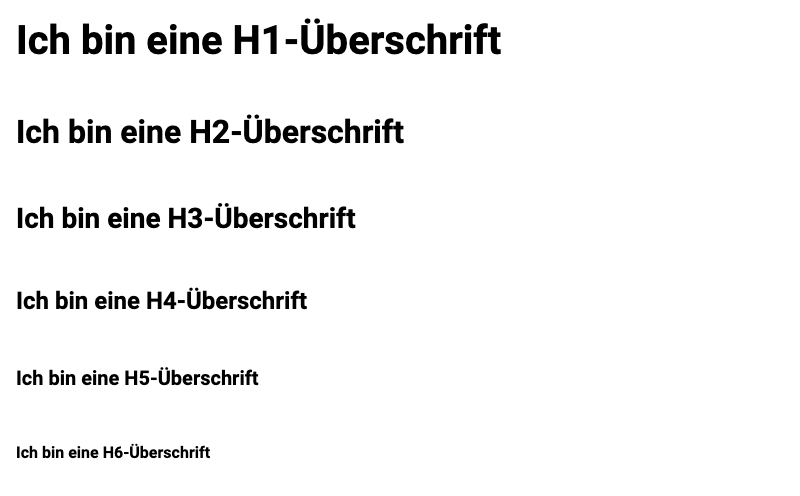 Ich bin eine H1-Überschrift
Ich bin eine H2-Überschrift
Ich bin eine H3-Überschrift
Ich bin eine H4-Überschrift
Ich bin eine H5-Überschrift
Ich bin eine H6-Überschrift